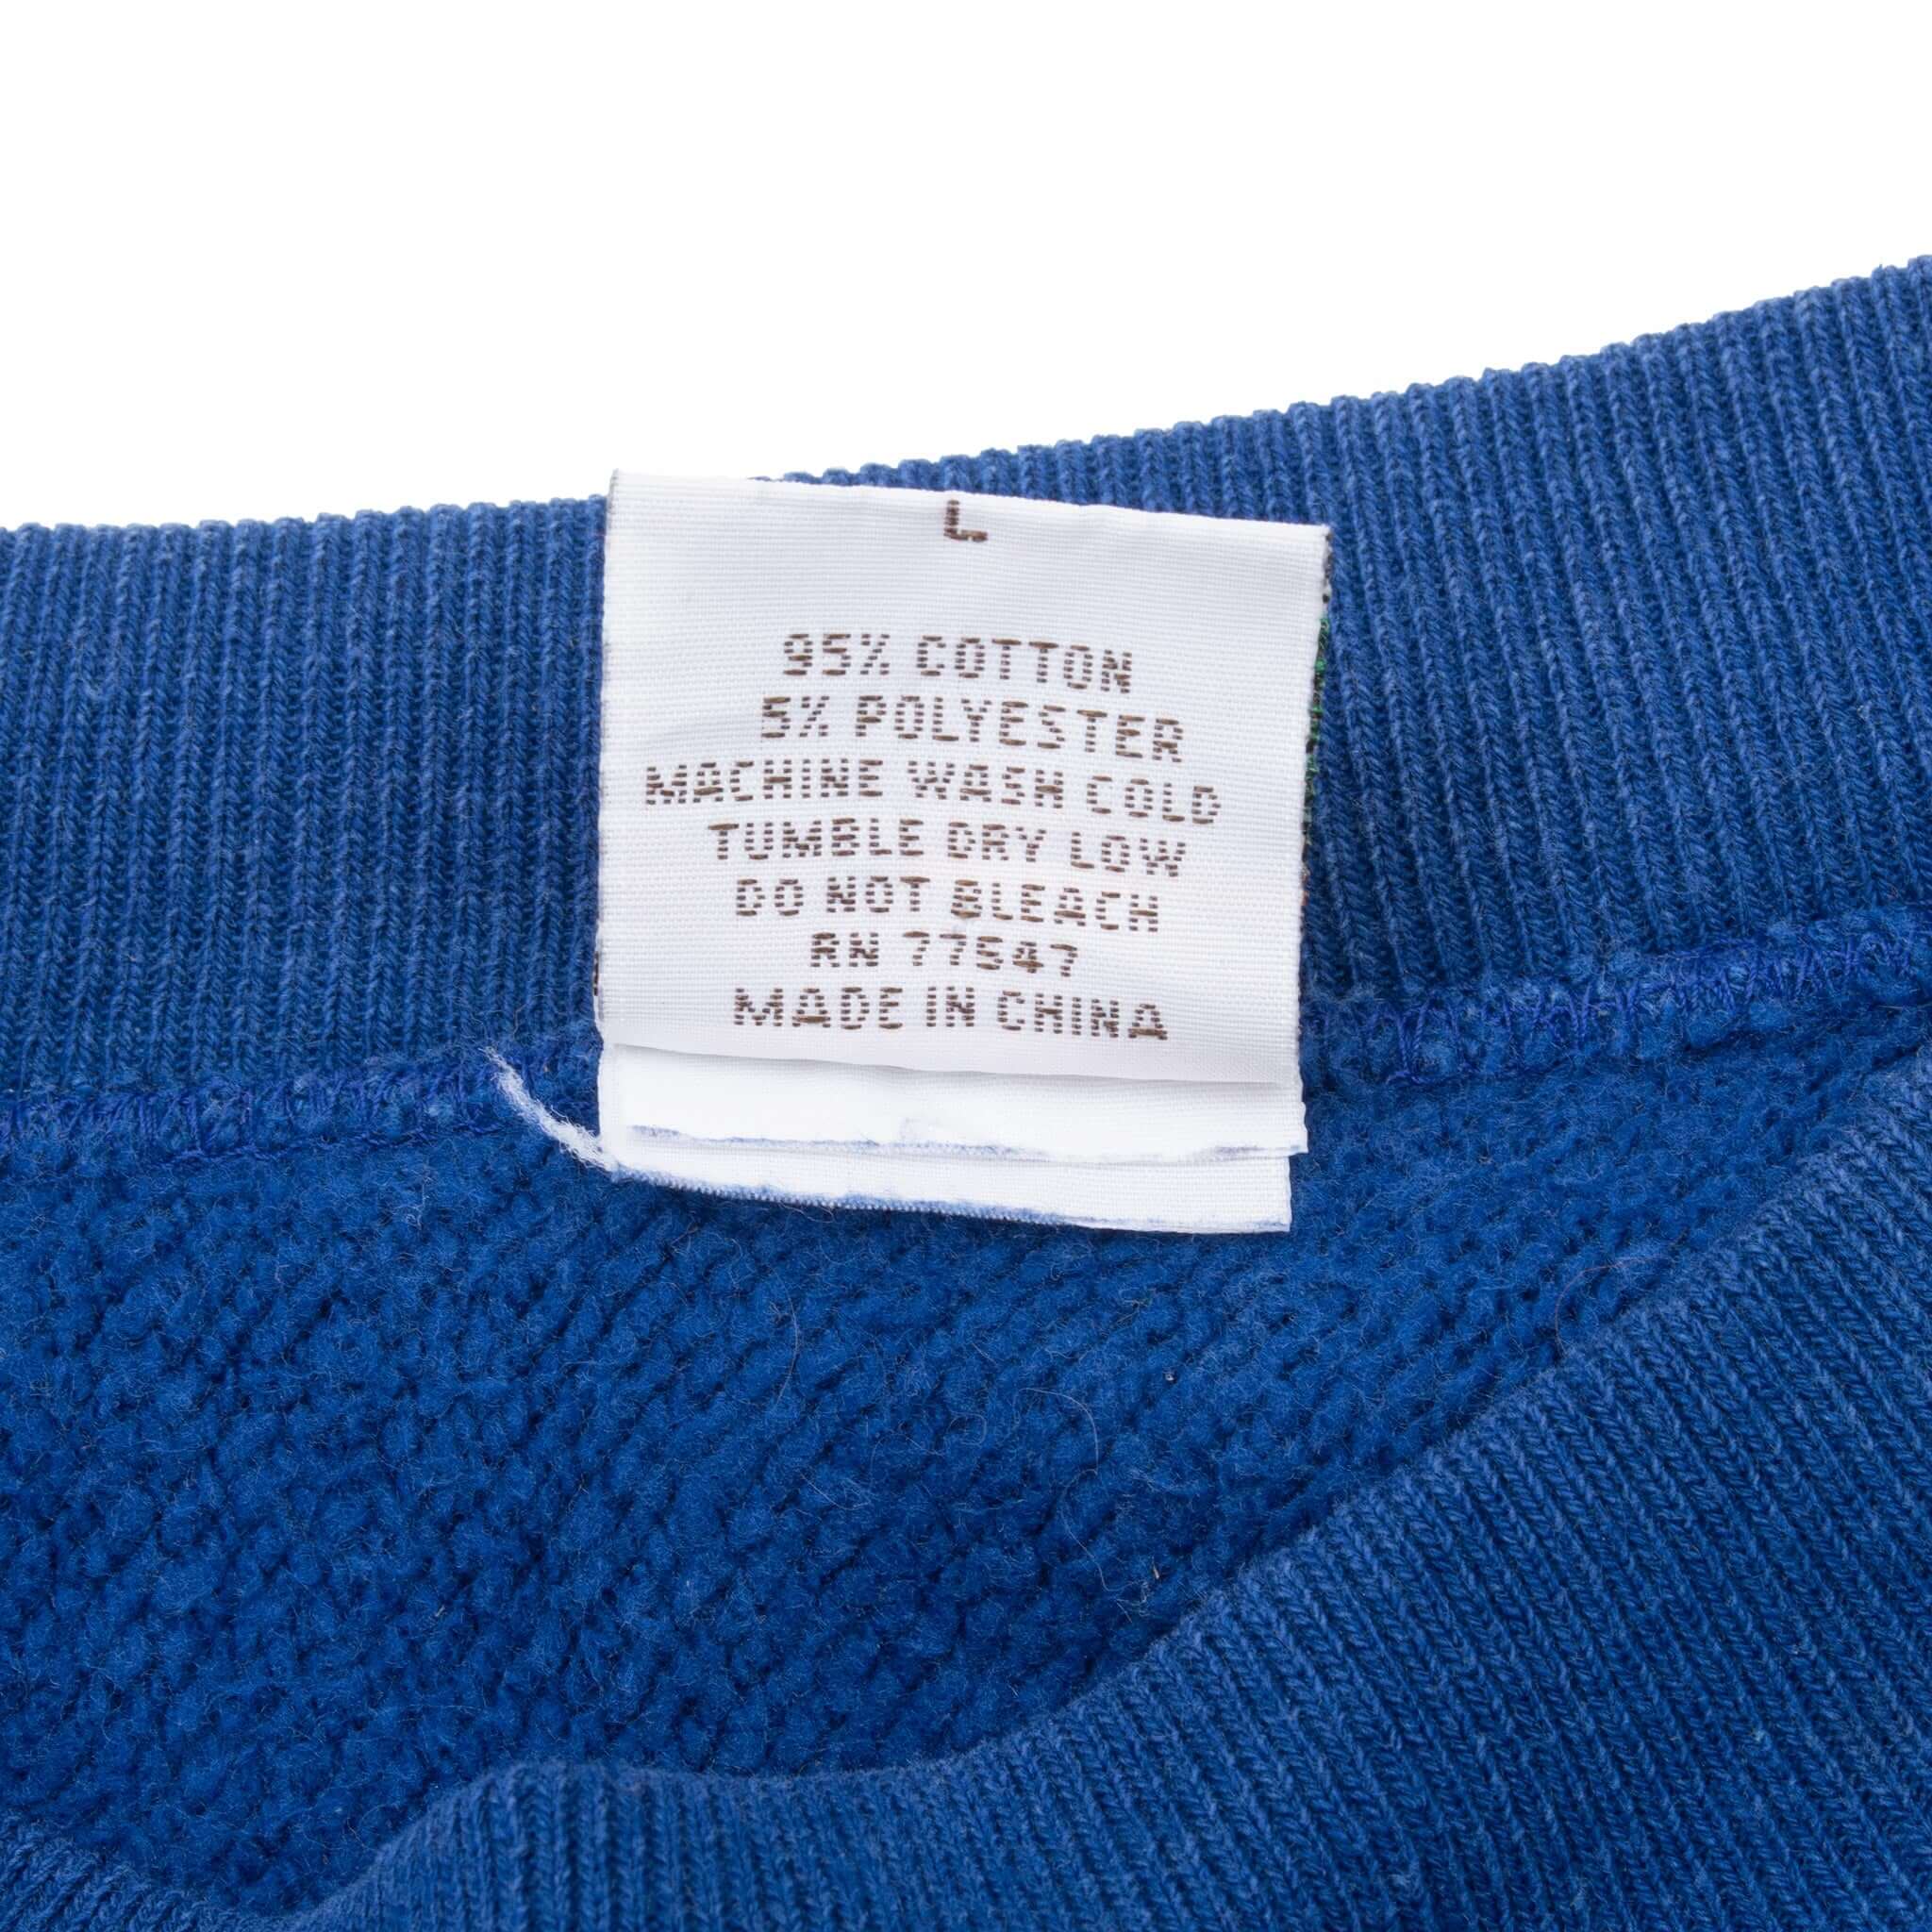 L
95% COTTON
5% POLYESTER
MACHINE WASH COLD
TUMBLE DRY LOW
DO NOT BLEACH
RN 77547
MADE IN CHINA